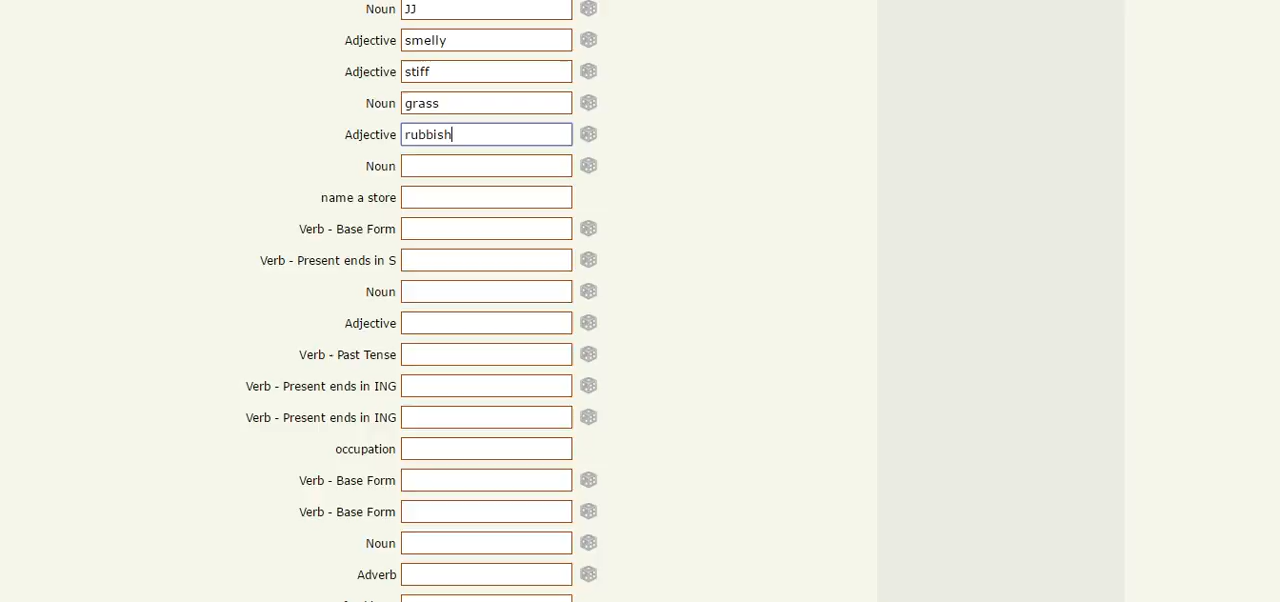 Noun JJ
Adjective smelly
Adjective stiff
Noun grass
Adjective rubbish
Noun
name a store
Verb - Base Form
Verb - Present ends in S
Noun
Adjective
Verb - Past Tense
Verb - Present ends in ING
Verb - Present ends in ING
occupation
Verb - Base Form
Verb - Base Form
Noun
Adverb